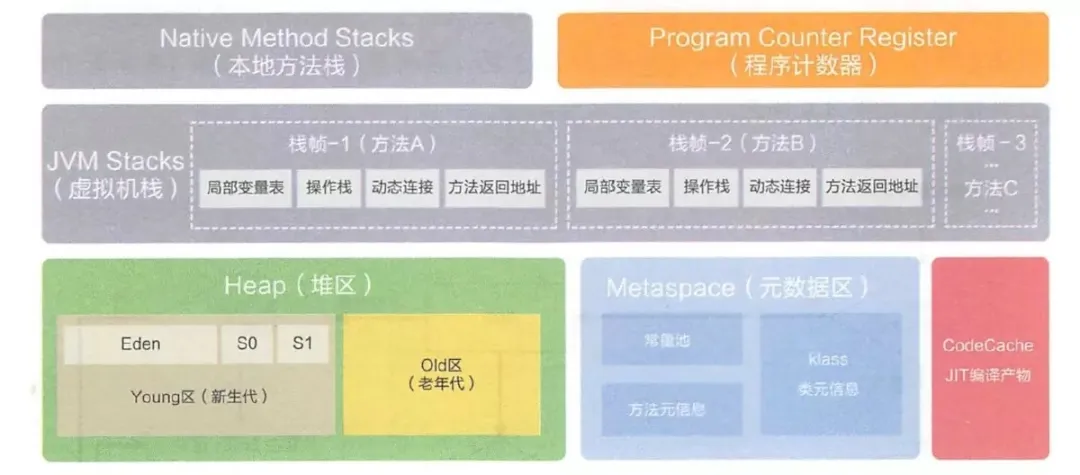 Native Method Stacks
（本地方法栈）
Program Counter Register
（程序计数器）
JVM Stacks
（虚拟机栈）
栈帧-1（方法A）
局部变量表
操作栈
动态连接
方法返回地址
栈帧-2（方法B）
局部变量表
操作栈
动态连接
方法返回地址
栈帧-3
...
方法C
...
Heap（堆区）
Eden
S0
S1
Young区（新生代）
Old区
（老年代）
Metaspace（元数据区）
常量池
方法元信息
klass
类元信息
CodeCache
JIT编译产物